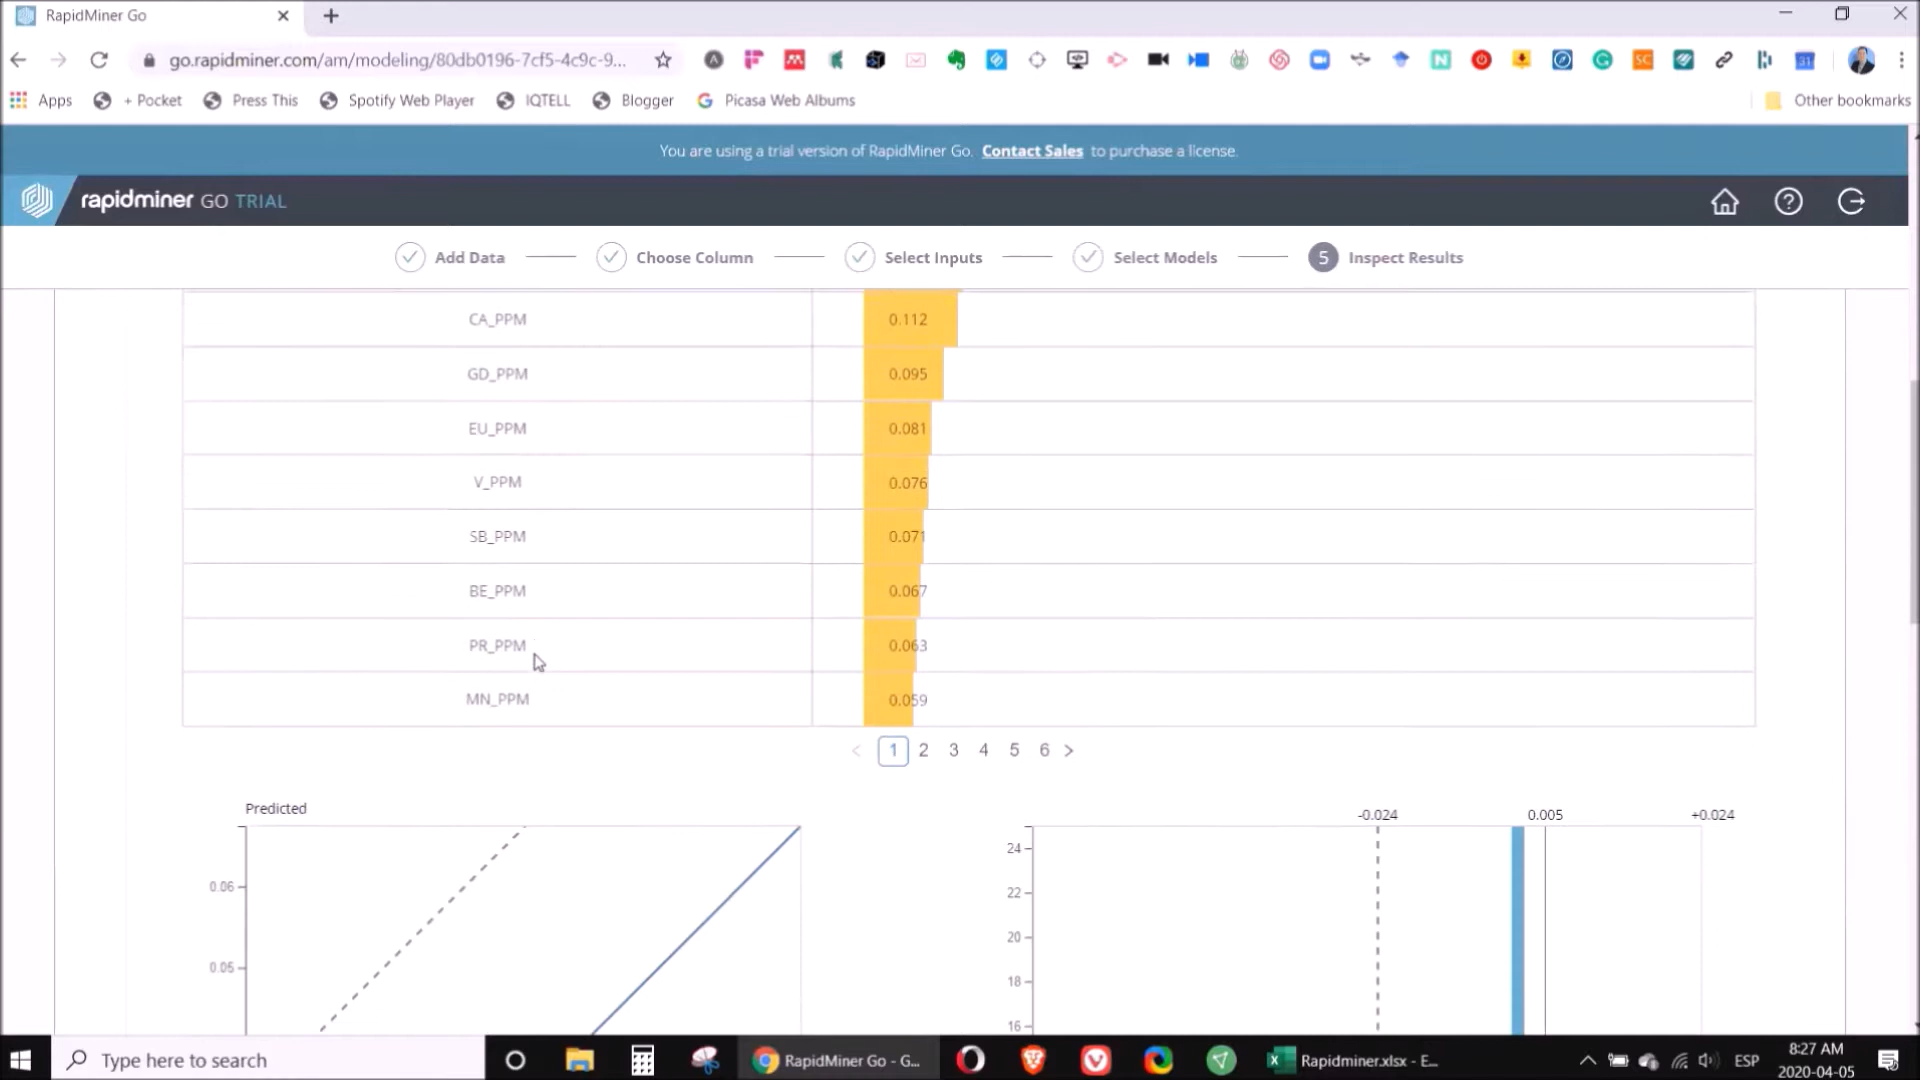 RapidMiner Go
go.rapidminer.com/am/modeling/80db0196-7cf5-4c9c-9...
Apps + Pocket Press This Spotify Web Player IQTELL Blogger Picasa Web Albums Other bookmarks
You are using a trial version of RapidMiner Go. Contact Sales to purchase a license.
rapidminer GO TRIAL
Add Data Choose Column Select Inputs Select Models 5 Inspect Results
CA_PPM 0.112
GD_PPM 0.095
EU_PPM 0.081
V_PPM 0.076
SB_PPM 0.071
BE_PPM 0.067
PR_PPM 0.063
MN_PPM 0.059
< 1 2 3 4 5 6 >
Predicted
0.06
0.05
-0.024 0.005 +0.024
24
22
20
18
16
Type here to search
RapidMiner Go - G...
Rapidminer.xlsx - E...
ESP
8:27 AM
2020-04-05